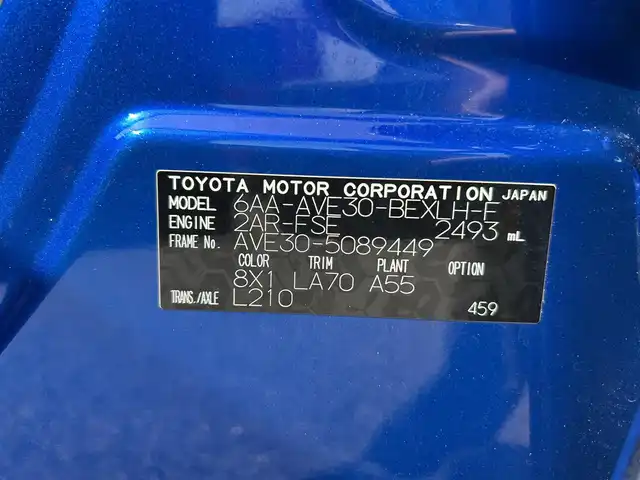 TOYOTA MOTOR CORPORATION JAPAN
MODEL 6AA-AVE30-BEXLH-E
ENGINE 2AR-FSE 2493 mL
FRAME No. AVE30-5089449
COLOR TRIM PLANT OPTION
8X1 LA70 A55
TRANS./AXLE L210 459